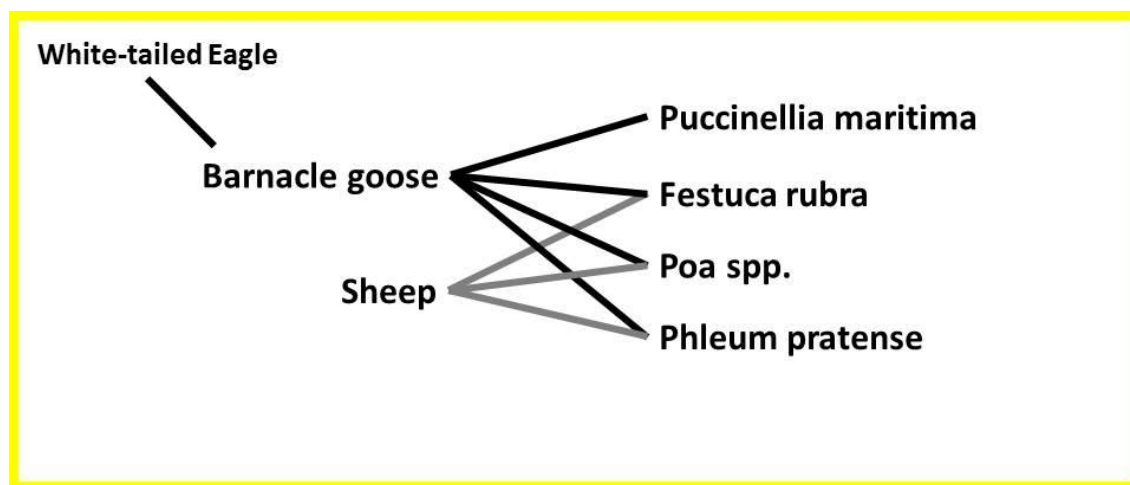 White-tailed Eagle
Barnacle goose
Sheep
Puccinellia maritima
Festuca rubra
Poa spp.
Phleum pratense